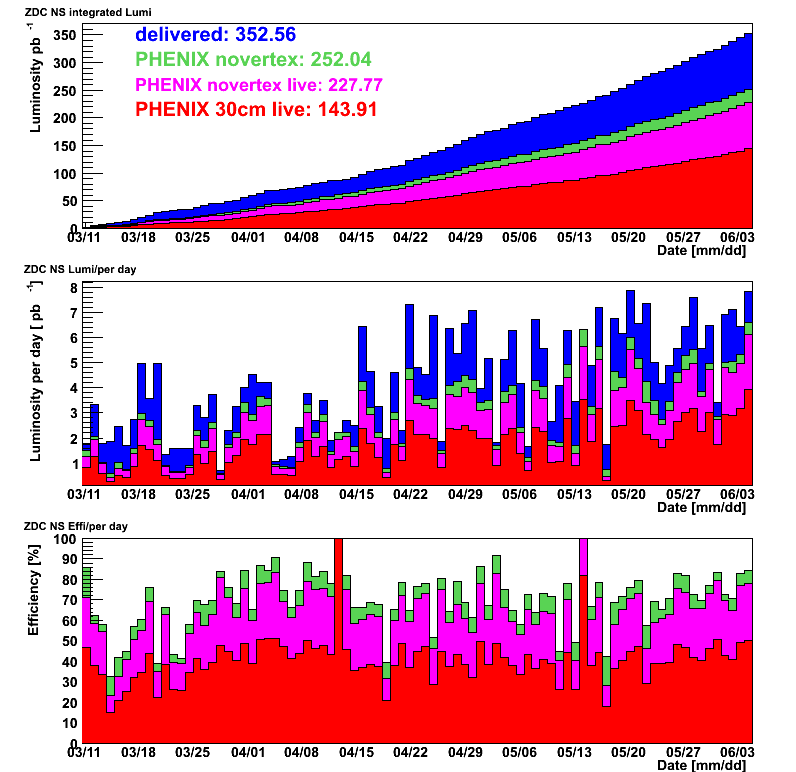 ZDC NS integrated Lumi
Luminosity pb -1
350
300
250
200
150
100
50
0
delivered: 352.56
PHENIX novertex: 252.04
PHENIX novertex live: 227.77
PHENIX 30cm live: 143.91
03/11 03/18 03/25 04/01 04/08 04/15 04/22 04/29 05/06 05/13 05/20 05/27 06/03
Date [mm/dd]
ZDC NS Lumi/per day
Luminosity per day [ pb -1]
8
7
6
5
4
3
2
1
03/11 03/18 03/25 04/01 04/08 04/15 04/22 04/29 05/06 05/13 05/20 05/27 06/03
Date [mm/dd]
ZDC NS Effi/per day
Efficiency [%]
100
90
80
70
60
50
40
30
20
10
0
03/11 03/18 03/25 04/01 04/08 04/15 04/22 04/29 05/06 05/13 05/20 05/27 06/03
Date [mm/dd]